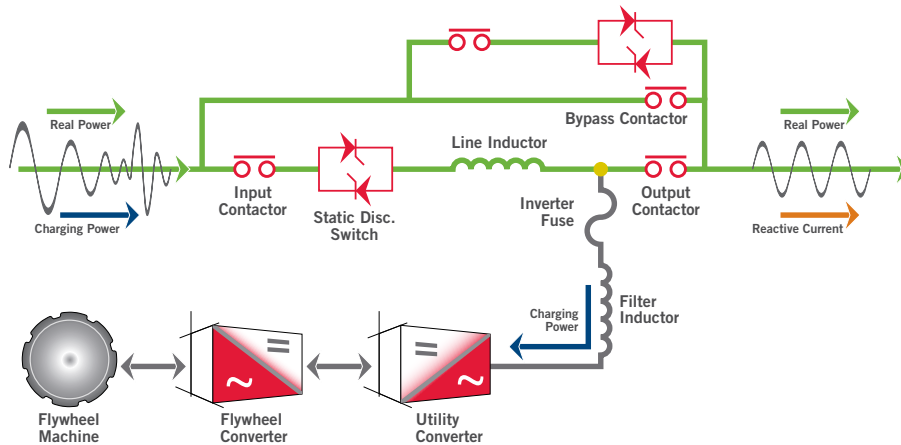 Real Power
Charging Power
Input
Contactor
Static Disc.
Switch
Line Inductor
Bypass Contactor
Inverter
Fuse
Output
Contactor
Real Power
Reactive Current
Charging
Power
Filter
Inductor
Flywheel
Machine
Flywheel
Converter
Utility
Converter